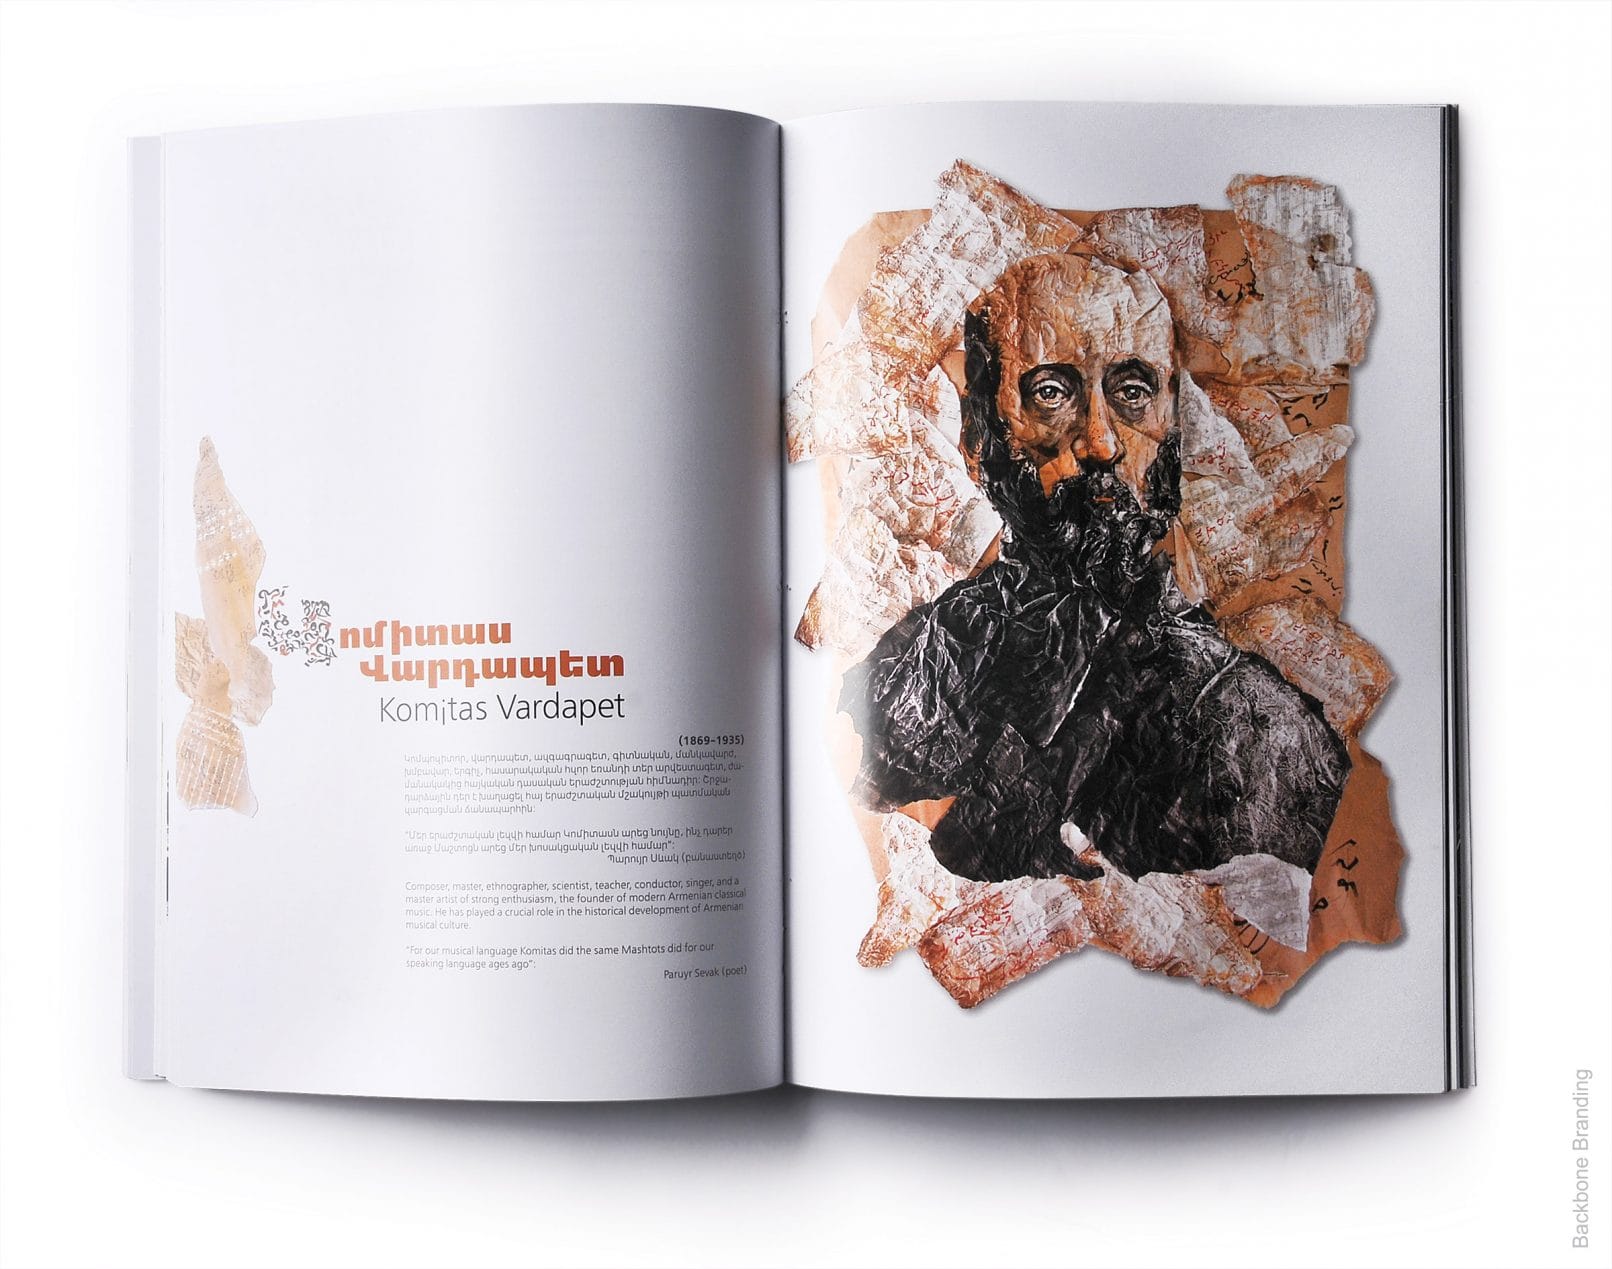 Կոմիտաս
Վարդապետ
Komitas Vardapet
(1869-1935)
Կոմպոզիտոր, վարդապետ, ազգագրագետ, գիտնական, մանկավարժ,
խմբավար, երգիչ, հասարակական հզոր եռանդի տեր արվեստագետ, ժա-
մանակակից հայկական դասական երաժշտության հիմնադիր: Շրջա-
դարձային դեր է խաղացել հայ երաժշտական մշակույթի պատմական
զարգացման ճանապարհին:
"Մեր երաժշտական լեզվի համար Կոմիտասն արեց նույնը, ինչ դարեր
առաջ Մաշտոցն արեց մեր խոսակցական լեզվի համար":
Պարույր Սևակ (բանաստեղծ)
Composer, master, ethnographer, scientist, teacher, conductor, singer, and a
master artist of strong enthusiasm, the founder of modern Armenian classical
music. He has played a crucial role in the historical development of Armenian
musical culture.
"For our musical language Komitas did the same Mashtots did for our
speaking language ages ago":
Paruyr Sevak (poet)
Backbone Branding